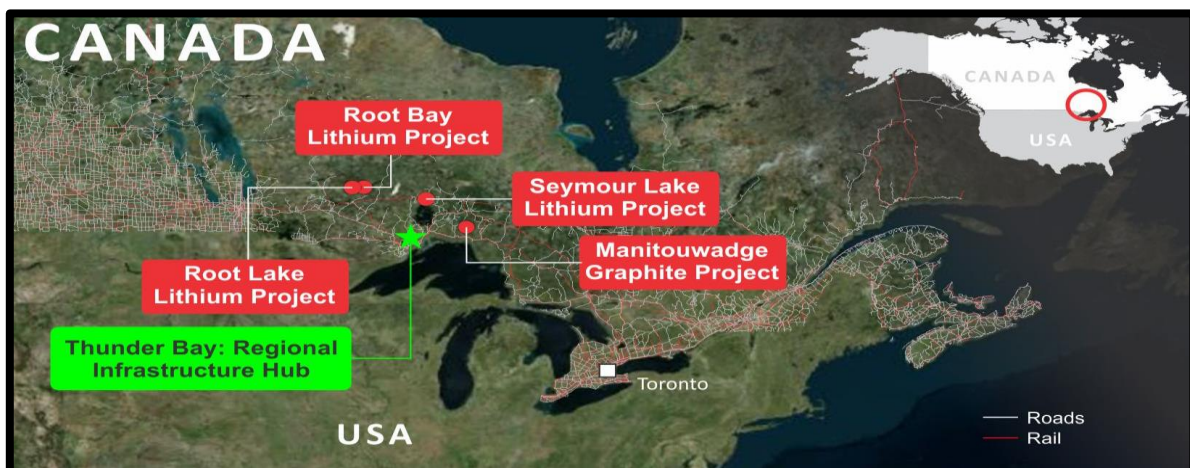 CANADA
CANADA
USA
Root Bay
Lithium Project
Seymour Lake
Lithium Project
Manitouwadge
Graphite Project
Root Lake
Lithium Project
Thunder Bay: Regional
Infrastructure Hub
Toronto
USA
Roads
Rail